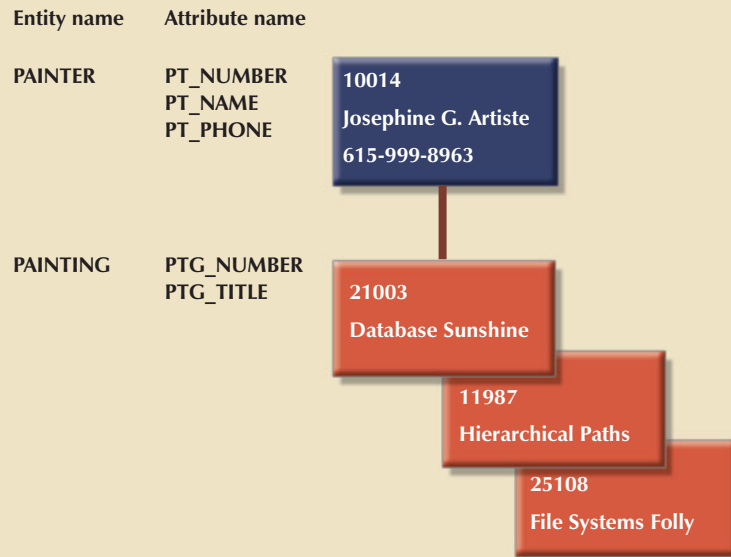 Entity name Attribute name
PAINTER PT_NUMBER
PT_NAME
PT_PHONE
10014
Josephine G. Artiste
615-999-8963
PAINTING PTG_NUMBER
PTG_TITLE
21003
Database Sunshine
11987
Hierarchical Paths
25108
File Systems Folly